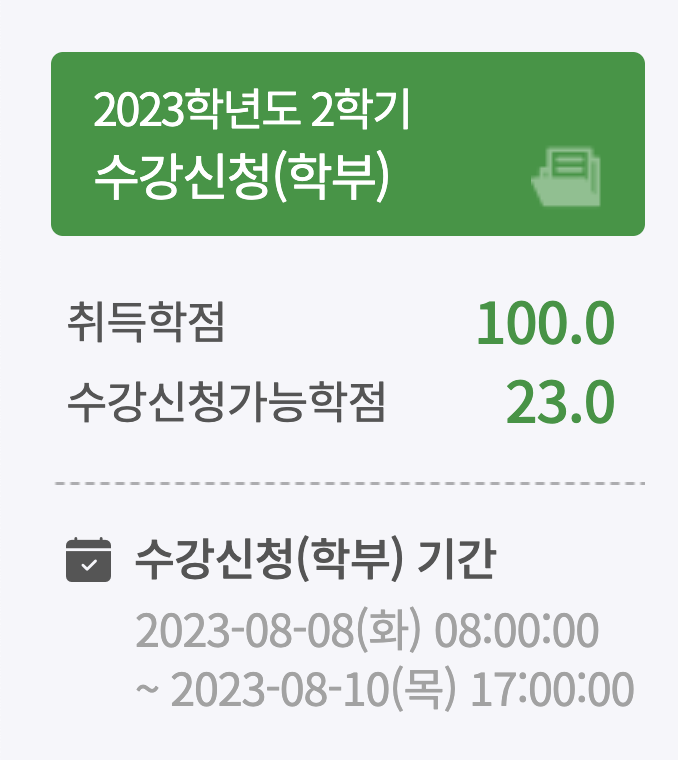 2023학년도 2학기
수강신청(학부)
취득학점 100.0
수강신청가능학점 23.0
수강신청(학부) 기간
2023-08-08(화) 08:00:00
~ 2023-08-10(목) 17:00:00